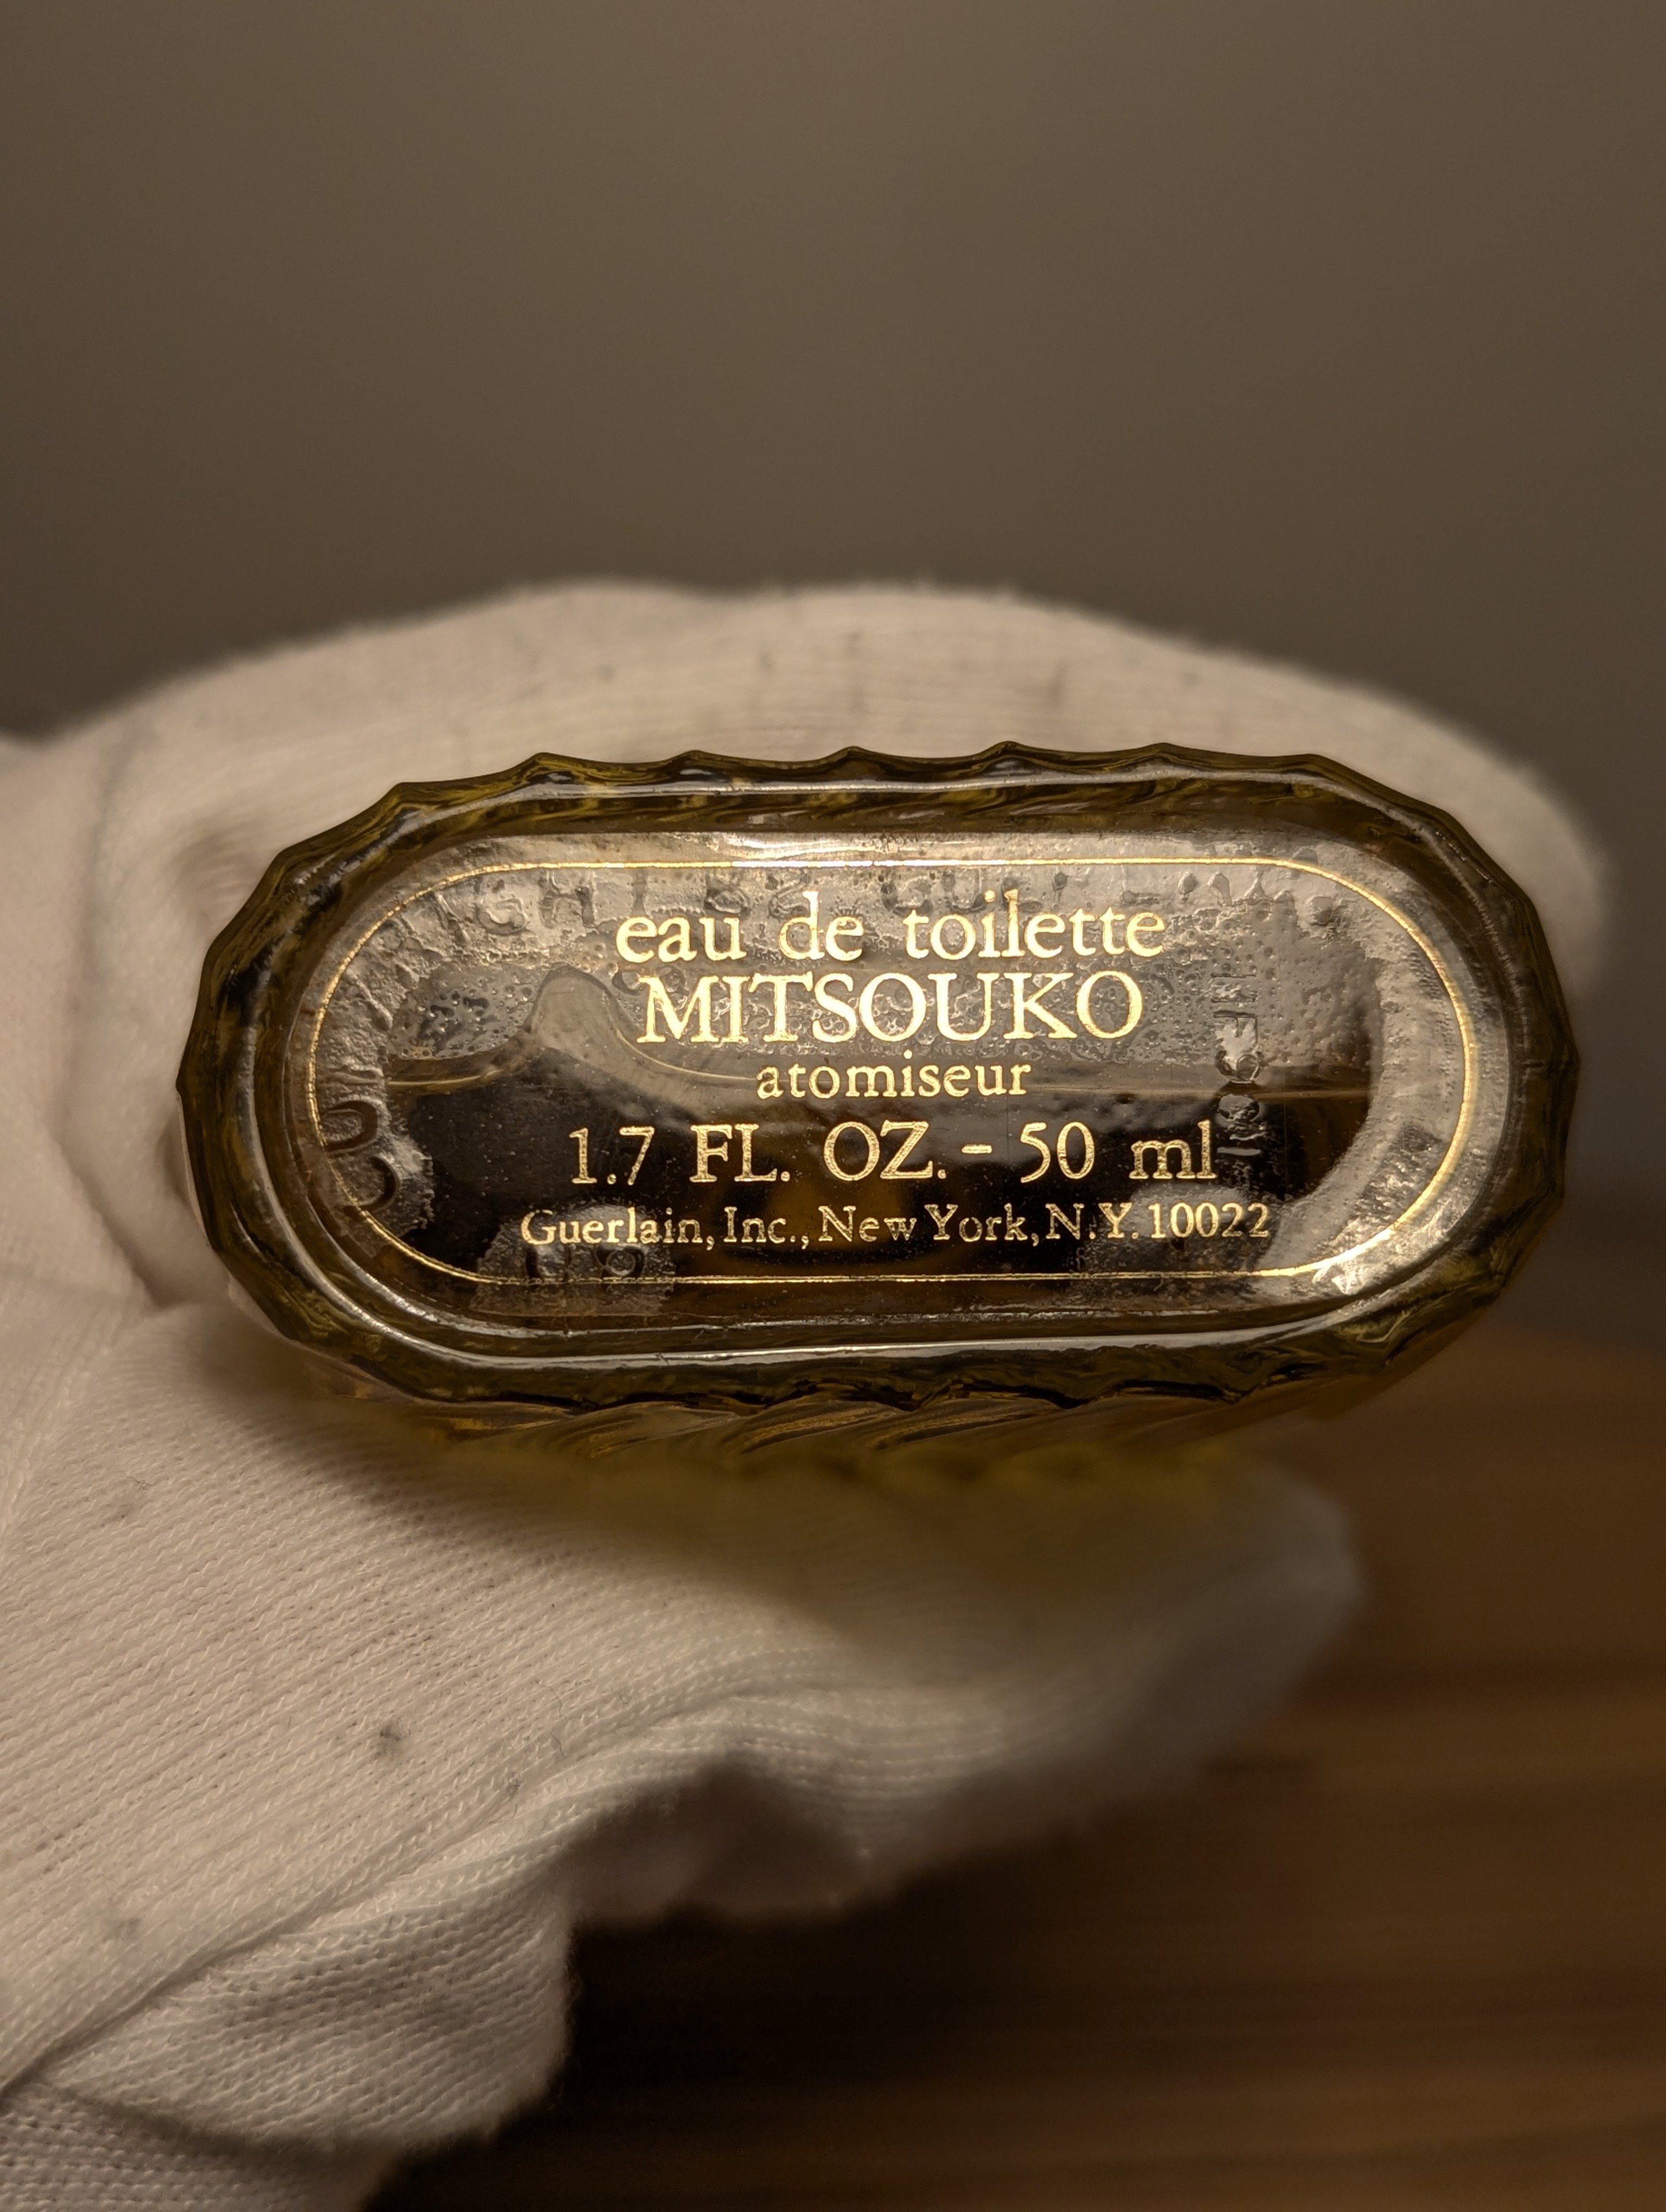 eau de toilette
MITSOUKO
atomiseur
1.7 FL. OZ. - 50 ml
Guerlain, Inc., New York, N.Y. 10022